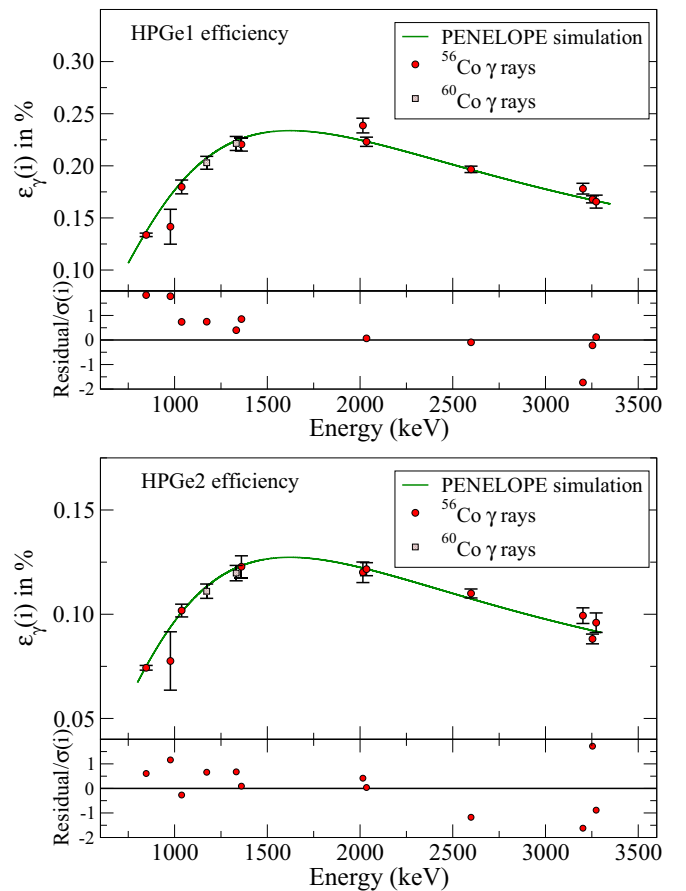 HPGe1 efficiency
PENELOPE simulation
⁵⁶Co γ rays
⁶⁰Co γ rays
0.30
0.25
0.20
0.15
0.10
εγ(i) in %
1
0
-1
-2
Residual/σ(i)
1000 1500 2000 2500 3000 3500
Energy (keV)
HPGe2 efficiency
PENELOPE simulation
⁵⁶Co γ rays
⁶⁰Co γ rays
0.15
0.10
0.05
εγ(i) in %
1
0
-1
-2
Residual/σ(i)
1000 1500 2000 2500 3000 3500
Energy (keV)